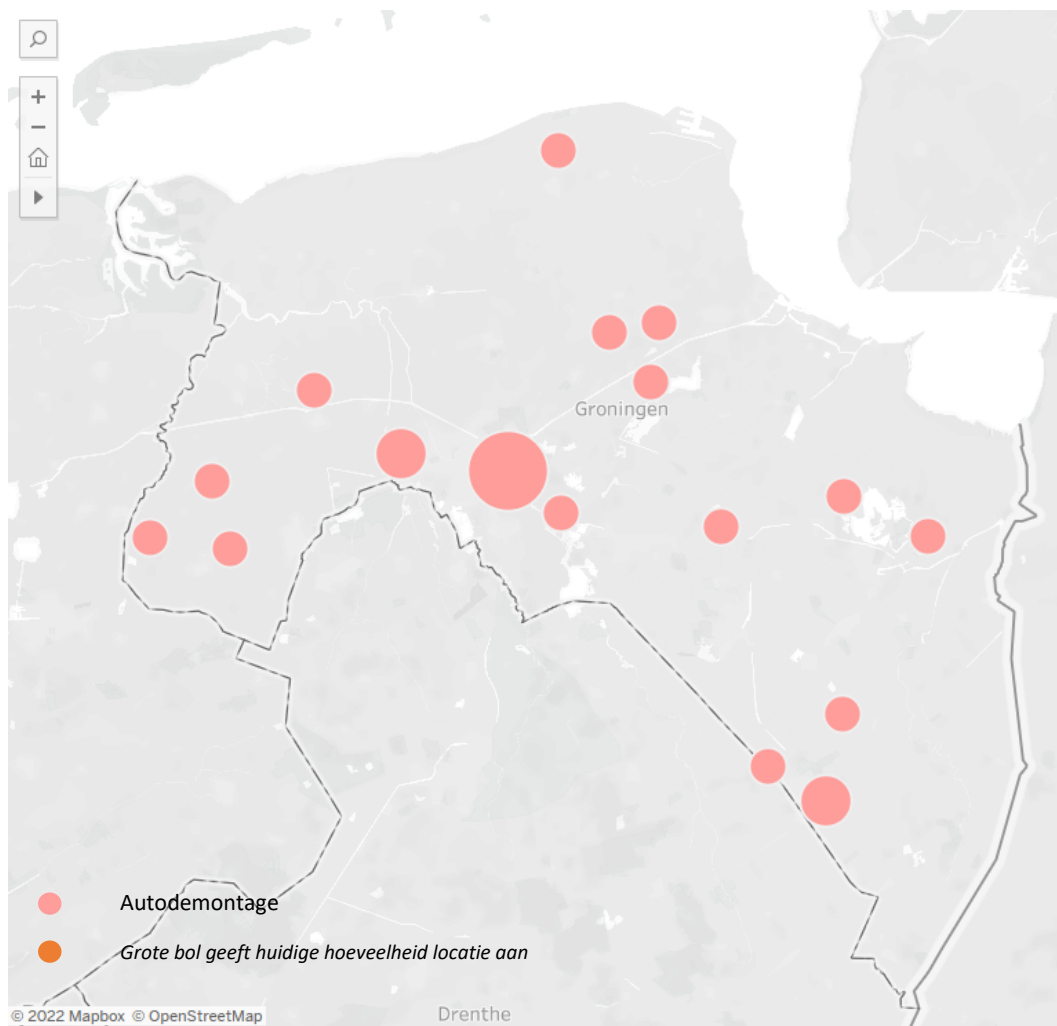 Groningen
Autodemontage
Grote bol geeft huidige hoeveelheid locatie aan
© 2022 Mapbox © OpenStreetMap
Drenthe